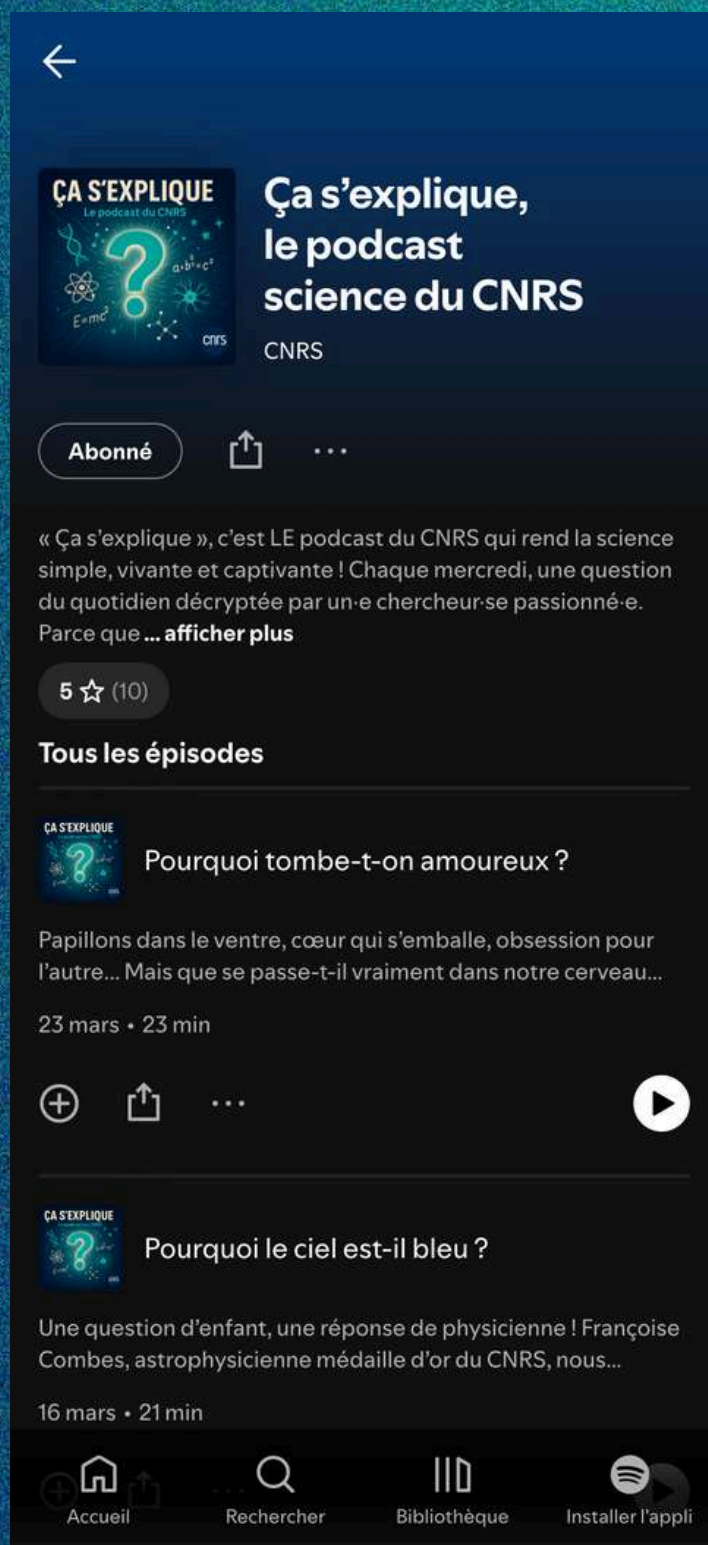 ÇA S'EXPLIQUE
Le podcast du CNRS
a+b²=c²
E=mc²
cnrs
Ça s'explique,
le podcast
science du CNRS
CNRS
Abonné
« Ça s'explique », c'est LE podcast du CNRS qui rend la science
simple, vivante et captivante ! Chaque mercredi, une question
du quotidien décryptée par un·e chercheur·se passionné·e.
Parce que ... afficher plus
5 ☆ (10)
Tous les épisodes
ÇA S'EXPLIQUE
Pourquoi tombe-t-on amoureux ?
Papillons dans le ventre, cœur qui s'emballe, obsession pour
l'autre... Mais que se passe-t-il vraiment dans notre cerveau...
23 mars • 23 min
ÇA S'EXPLIQUE
Pourquoi le ciel est-il bleu ?
Une question d'enfant, une réponse de physicienne ! Françoise
Combes, astrophysicienne médaille d'or du CNRS, nous...
16 mars • 21 min
Accueil
Rechercher
Bibliothèque
Installer l'appli